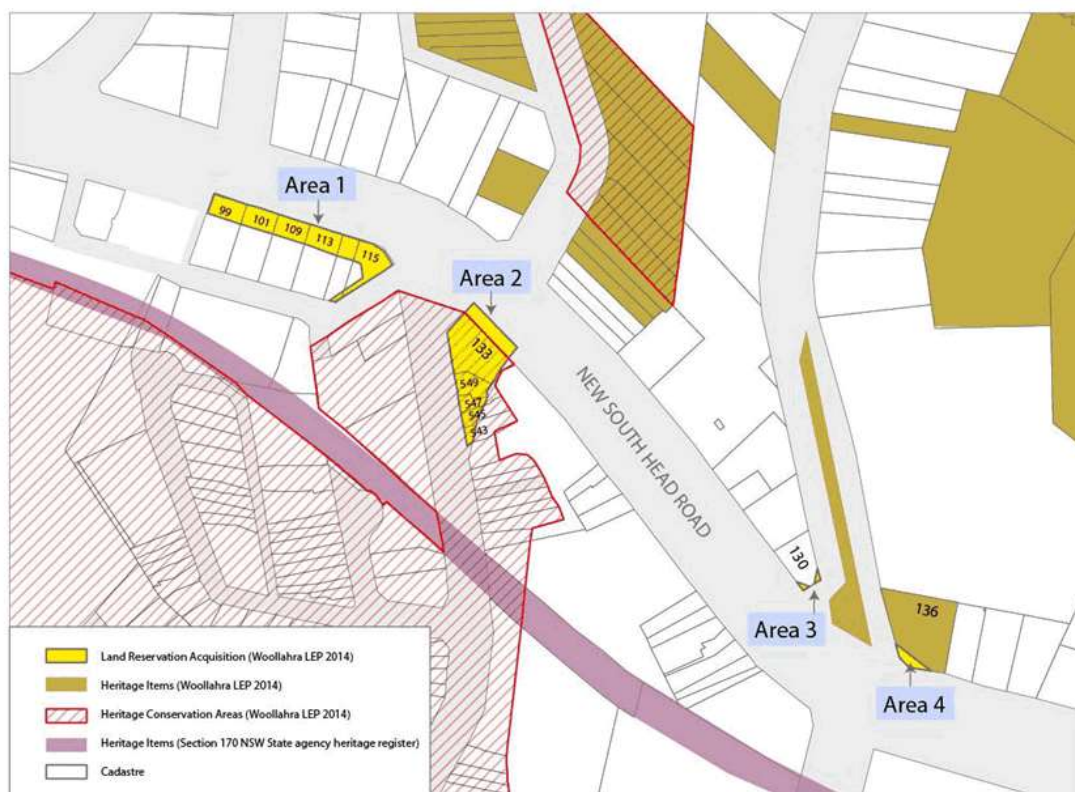 Area 1
99
101
109
113
115
Area 2
133
549
547
545
543
NEW SOUTH HEAD ROAD
130
Area 3
136
Area 4
Land Reservation Acquisition (Woollahra LEP 2014)
Heritage Items (Woollahra LEP 2014)
Heritage Conservation Areas (Woollahra LEP 2014)
Heritage Items (Section 170 NSW State agency heritage register)
Cadastre